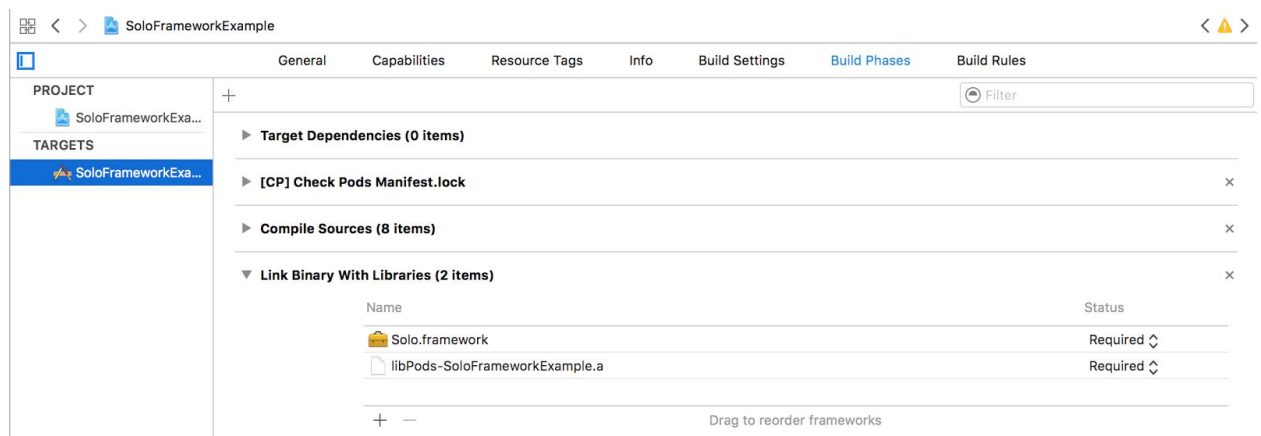 SoloFrameworkExample
General Capabilities Resource Tags Info Build Settings Build Phases Build Rules
PROJECT
SoloFrameworkExa...
TARGETS
SoloFrameworkExa...
Filter
Target Dependencies (0 items)
[CP] Check Pods Manifest.lock
Compile Sources (8 items)
Link Binary With Libraries (2 items)
Name Status
Solo.framework Required
libPods-SoloFrameworkExample.a Required
Drag to reorder frameworks